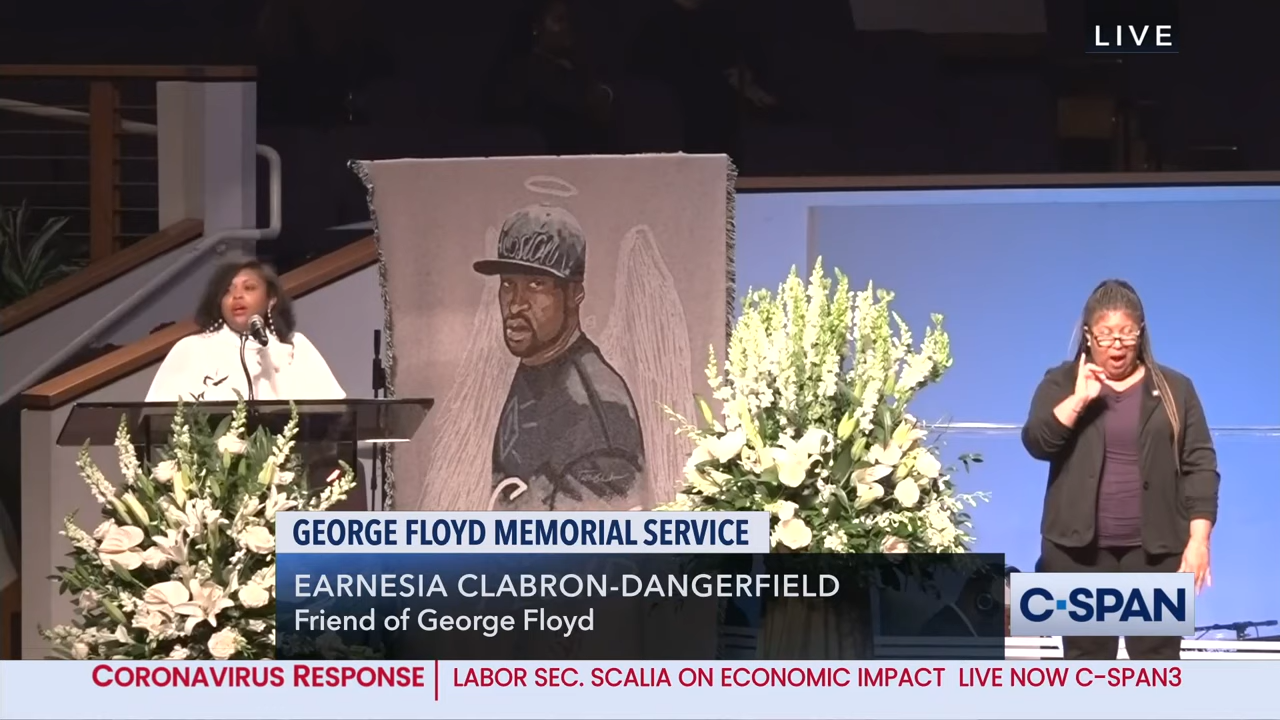 LIVE
HOUSTON
GEORGE FLOYD MEMORIAL SERVICE
EARNESIA CLABRON-DANGERFIELD
Friend of George Floyd
C-SPAN
CORONAVIRUS RESPONSE
LABOR SEC. SCALIA ON ECONOMIC IMPACT LIVE NOW C-SPAN3